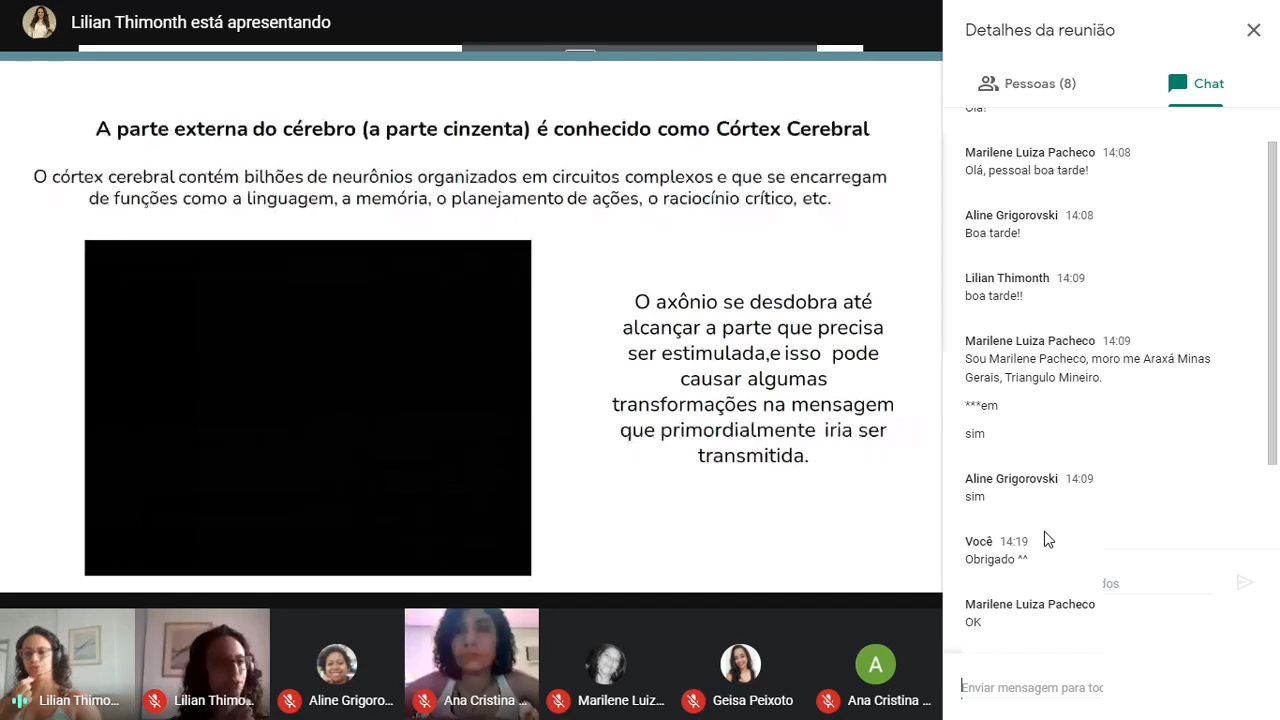 Lilian Thimonth está apresentando
A parte externa do cérebro (a parte cinzenta) é conhecido como Córtex Cerebral
O córtex cerebral contém bilhões de neurônios organizados em circuitos complexos e que se encarregam
de funções como a linguagem, a memória, o planejamento de ações, o raciocínio crítico, etc.
O axônio se desdobra até
alcançar a parte que precisa
ser estimulada,e isso pode
causar algumas
transformações na mensagem
que primordialmente iria ser
transmitida.
Lilian Thimo...
Lilian Thimo...
Aline Grigoro...
Ana Cristina ...
Marilene Luiz...
Geisa Peixoto
A
Ana Cristina ...
Detalhes da reunião
Pessoas (8)
Chat
Olá!
Marilene Luiza Pacheco 14:08
Olá, pessoal boa tarde!
Aline Grigorovski 14:08
Boa tarde!
Lilian Thimonth 14:09
boa tarde!!
Marilene Luiza Pacheco 14:09
Sou Marilene Pacheco, moro me Araxá Minas
Gerais, Triangulo Mineiro.
***em
sim
Aline Grigorovski 14:09
sim
Você 14:19
Obrigado ^^
dos
Marilene Luiza Pacheco
OK
Enviar mensagem para toc